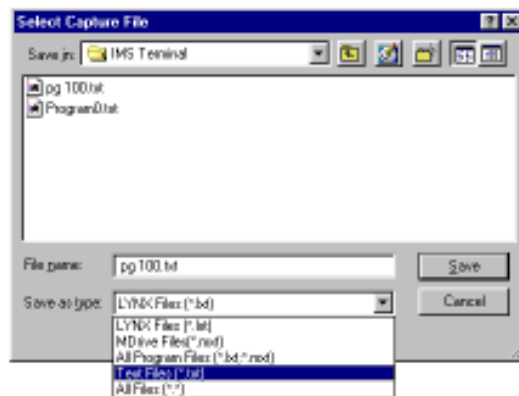 Select Capture File
Save in: IMS Terminal
pg 100.txt
Program0.txt
File name: pg100.txt Save
Save as type: LYNX Files (*.lxt) Cancel
LYNX Files (*.lxt)
MDrive Files(*.mxd)
All Program Files (*.lxt;*.mxd)
Text Files (*.txt)
All Files (*.*)